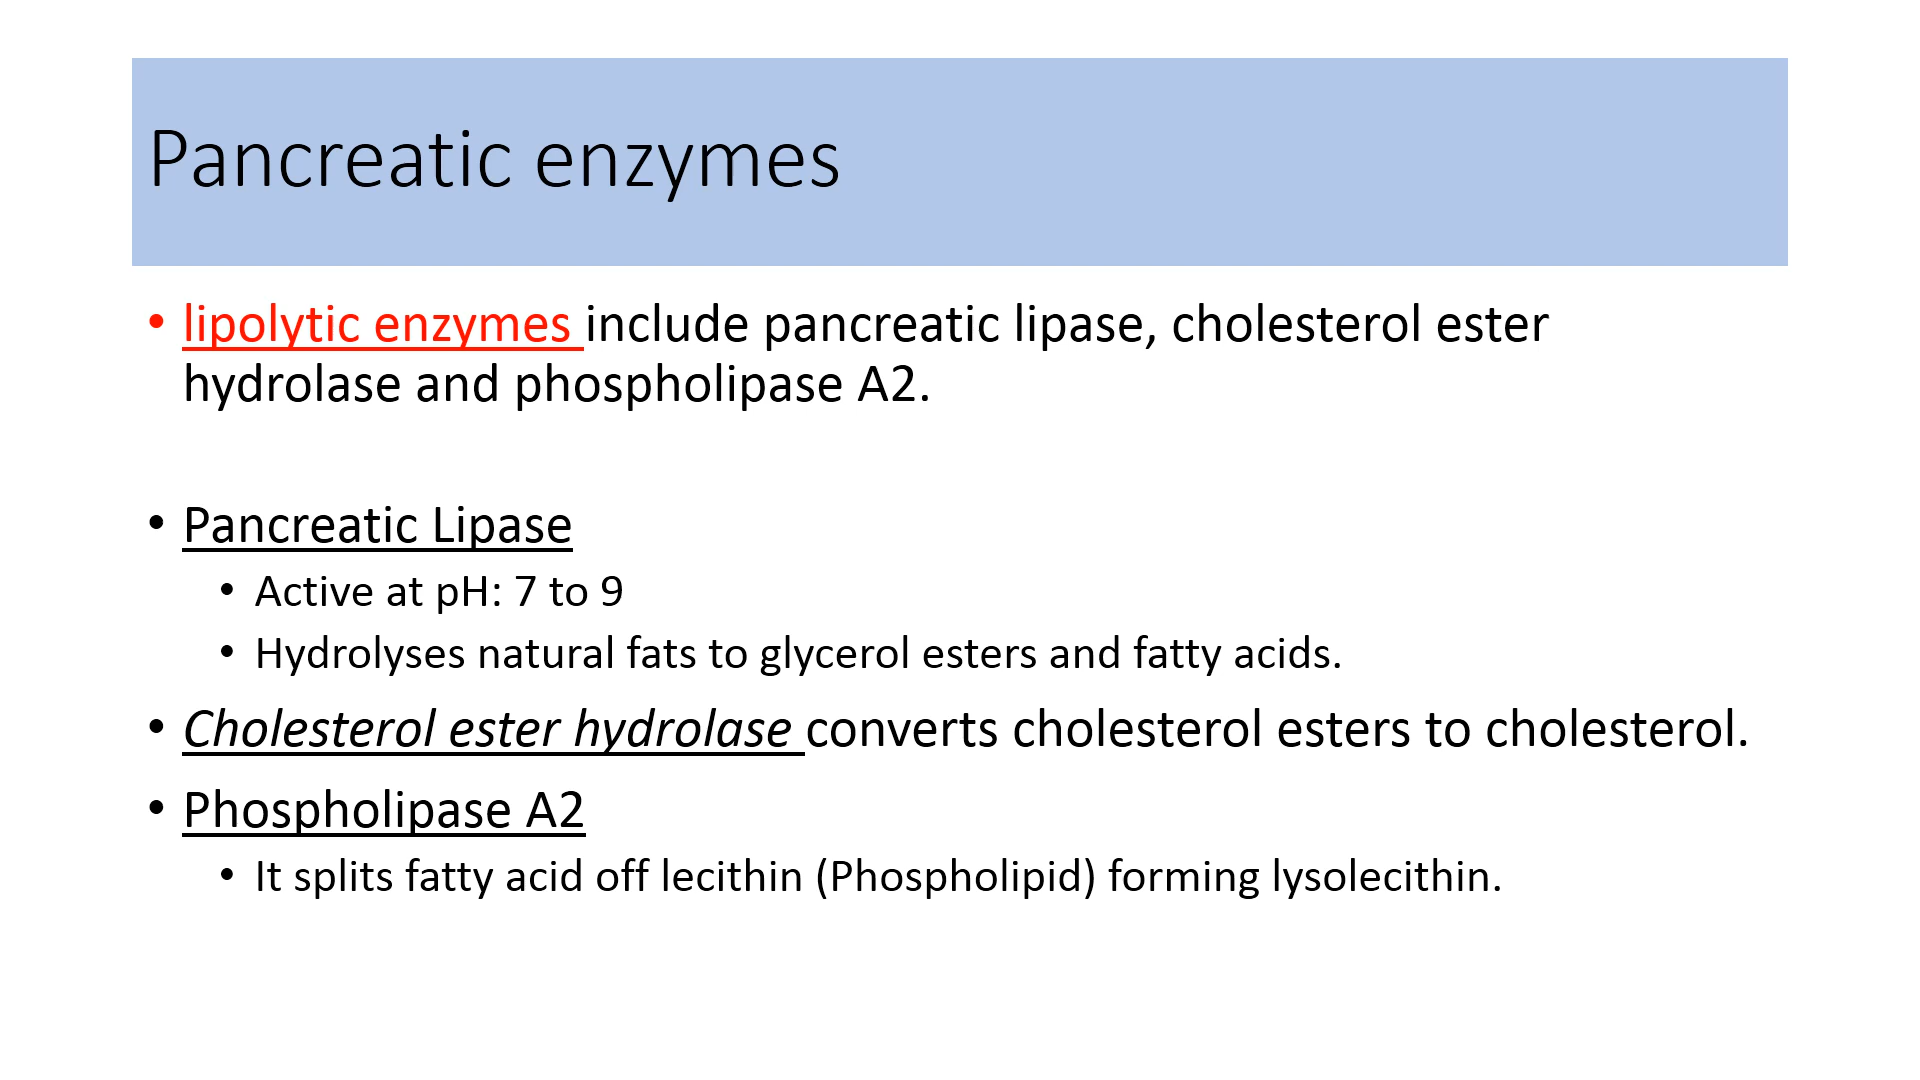 Pancreatic enzymes
• lipolytic enzymes include pancreatic lipase, cholesterol ester
hydrolase and phospholipase A2.
• Pancreatic Lipase
• Active at pH: 7 to 9
• Hydrolyses natural fats to glycerol esters and fatty acids.
• Cholesterol ester hydrolase converts cholesterol esters to cholesterol.
• Phospholipase A2
• It splits fatty acid off lecithin (Phospholipid) forming lysolecithin.